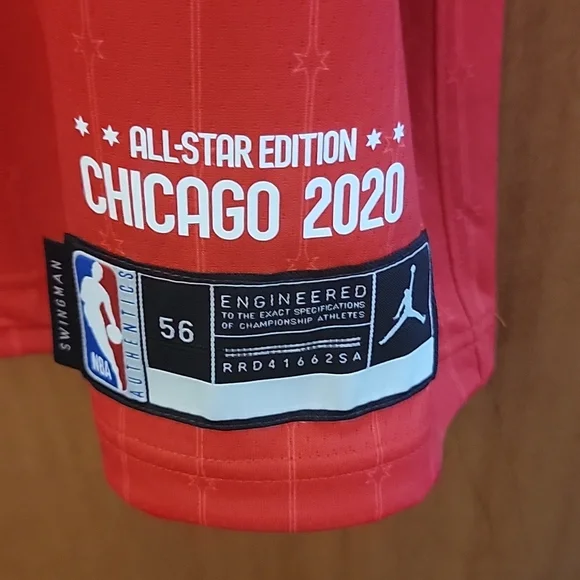 ALL-STAR EDITION
CHICAGO 2020
SWINGMAN
NBA
AUTHENTICS
56
ENGINEERED
TO THE EXACT SPECIFICATIONS
OF CHAMPIONSHIP ATHLETES
RRD41662SA